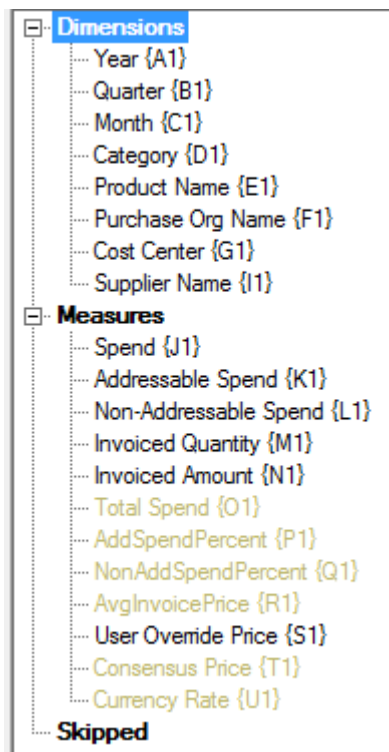 Dimensions
Year {A1}
Quarter {B1}
Month {C1}
Category {D1}
Product Name {E1}
Purchase Org Name {F1}
Cost Center {G1}
Supplier Name {I1}
Measures
Spend {J1}
Addressable Spend {K1}
Non-Addressable Spend {L1}
Invoiced Quantity {M1}
Invoiced Amount {N1}
Total Spend {O1}
AddSpendPercent {P1}
NonAddSpendPercent {Q1}
AvgInvoicePrice {R1}
User Override Price {S1}
Consensus Price {T1}
Currency Rate {U1}
Skipped